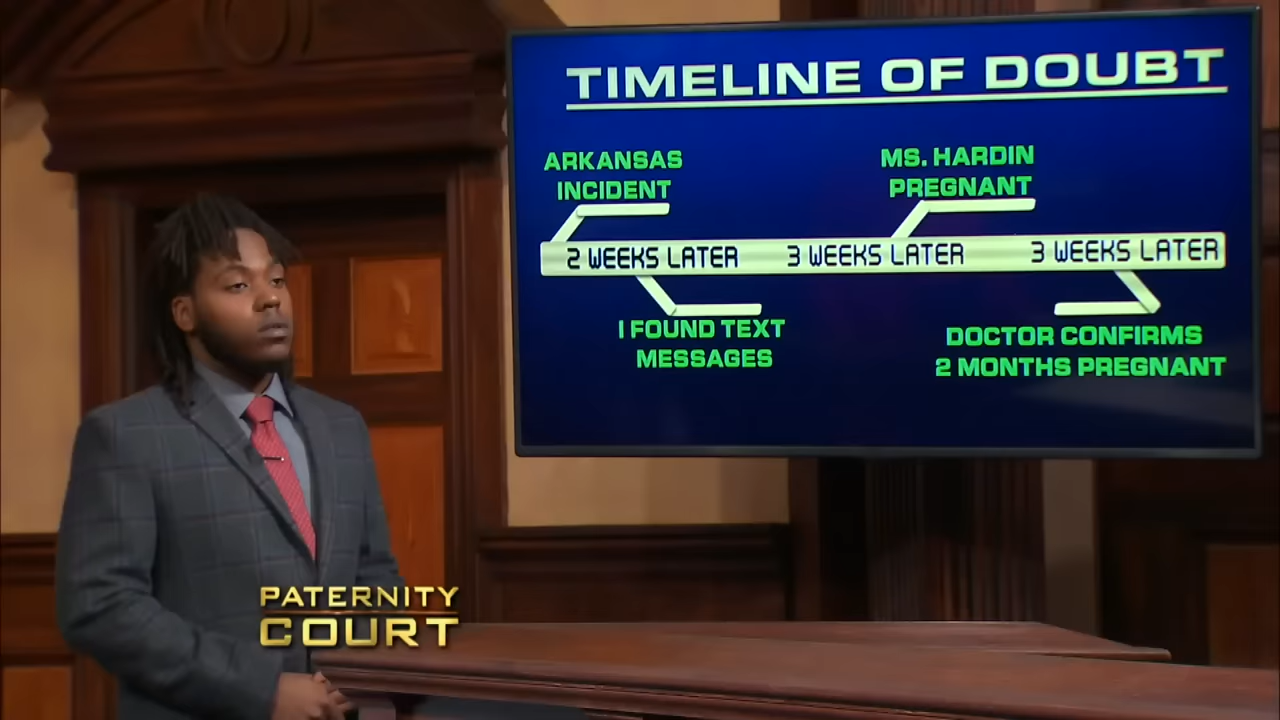 TIMELINE OF DOUBT
ARKANSAS
INCIDENT
MS. HARDIN
PREGNANT
2 WEEKS LATER
3 WEEKS LATER
3 WEEKS LATER
I FOUND TEXT
MESSAGES
DOCTOR CONFIRMS
2 MONTHS PREGNANT
PATERNITY
COURT